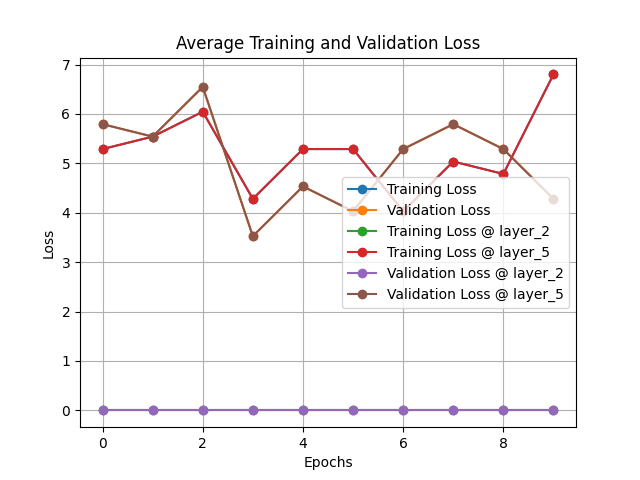 Average Training and Validation Loss
7
6
5
4
3
2
1
0
Loss
Training Loss
Validation Loss
Training Loss @ layer_2
Training Loss @ layer_5
Validation Loss @ layer_2
Validation Loss @ layer_5
0 2 4 6 8
Epochs